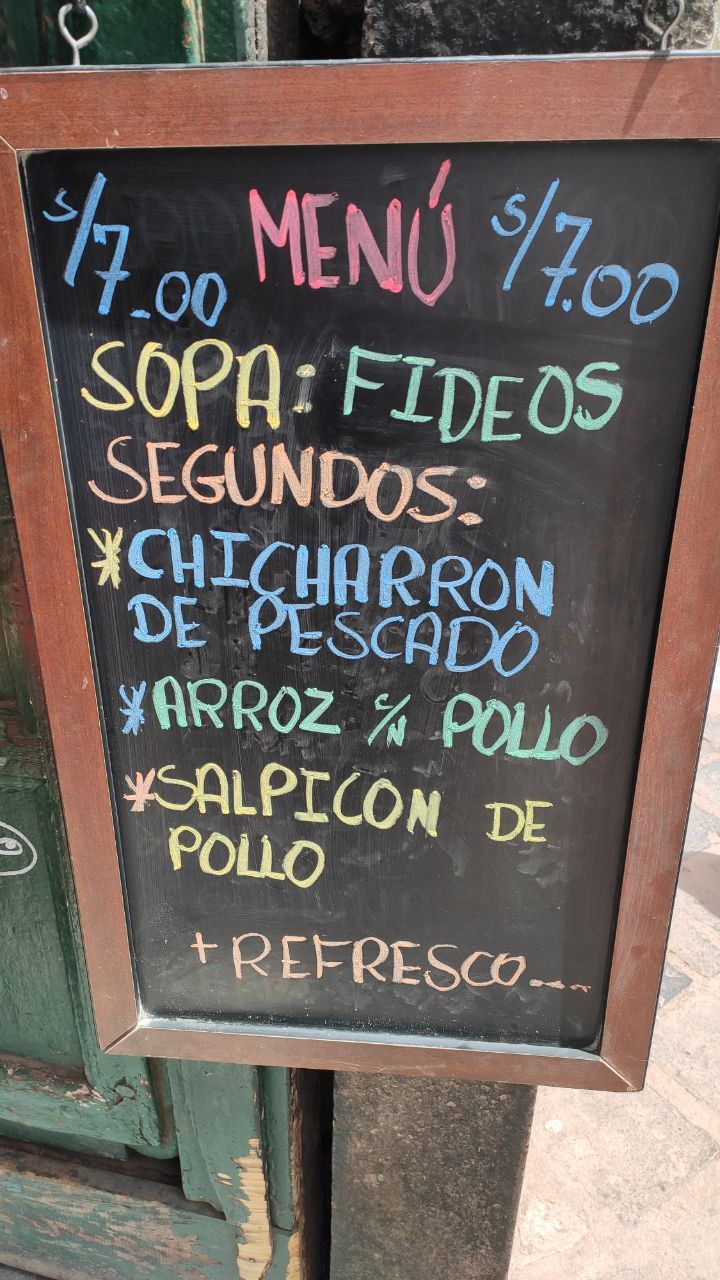 S/7.00 MENÚ S/7.00
SOPA: FIDEOS
SEGUNDOS:
*CHICHARRON
DE PESCADO
*ARROZ C/N POLLO
*SALPICON DE
POLLO
+REFRESCO....